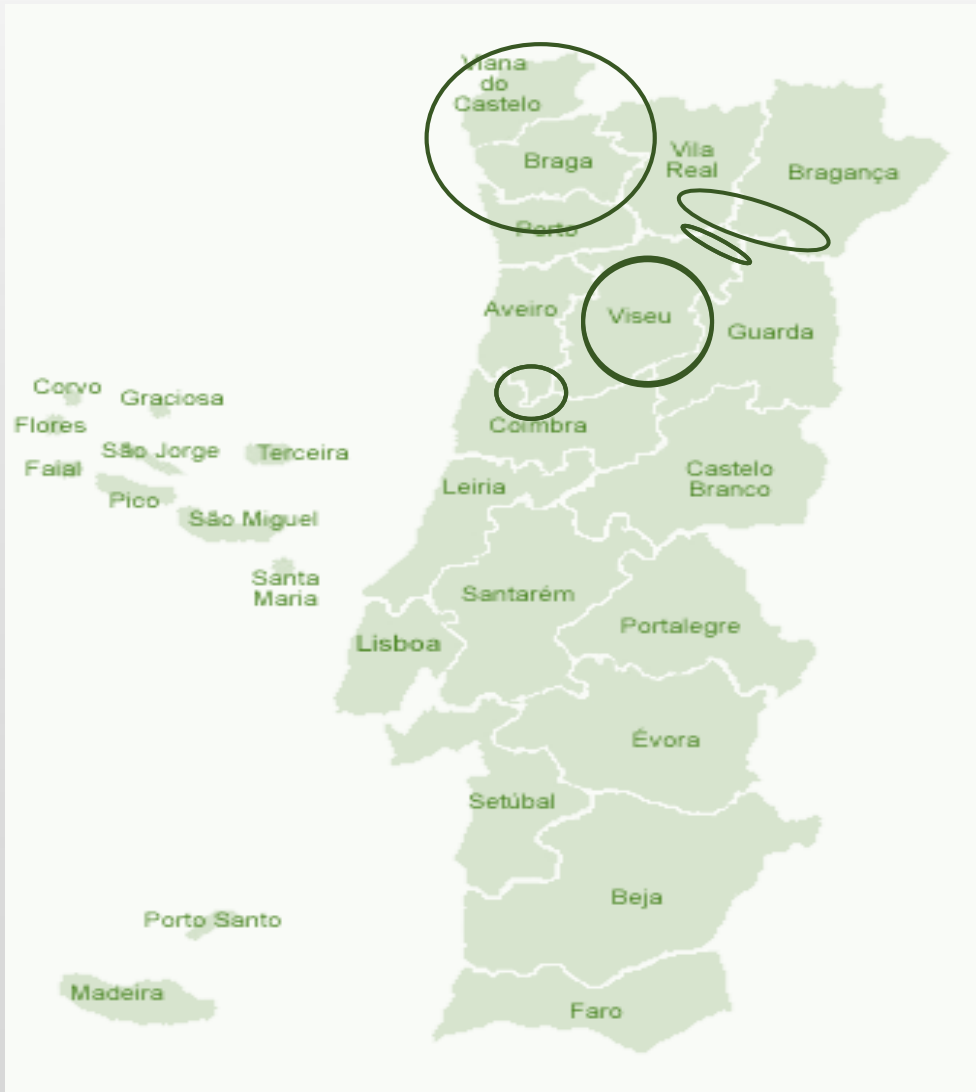 Viana
do
Castelo
Braga
Vila
Real
Bragança
Porto
Aveiro
Viseu
Guarda
Coimbra
Castelo
Branco
Leiria
Santarém
Portalegre
Lisboa
Évora
Setúbal
Beja
Faro
Corvo
Graciosa
Flores
São Jorge
Terceira
Faial
Pico
São Miguel
Santa
Maria
Porto Santo
Madeira